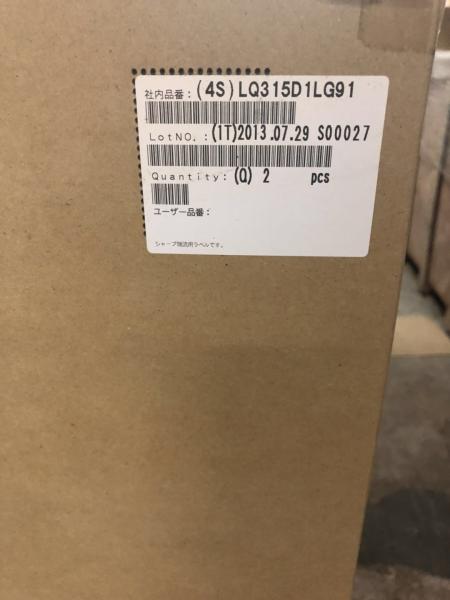 社内品番：(4S)LQ315D1LG91
LotNO.:(1T)2013.07.29 S00027
Quantity:(Q) 2 pcs
ユーザー品番：
シャープ物流用ラベルです。